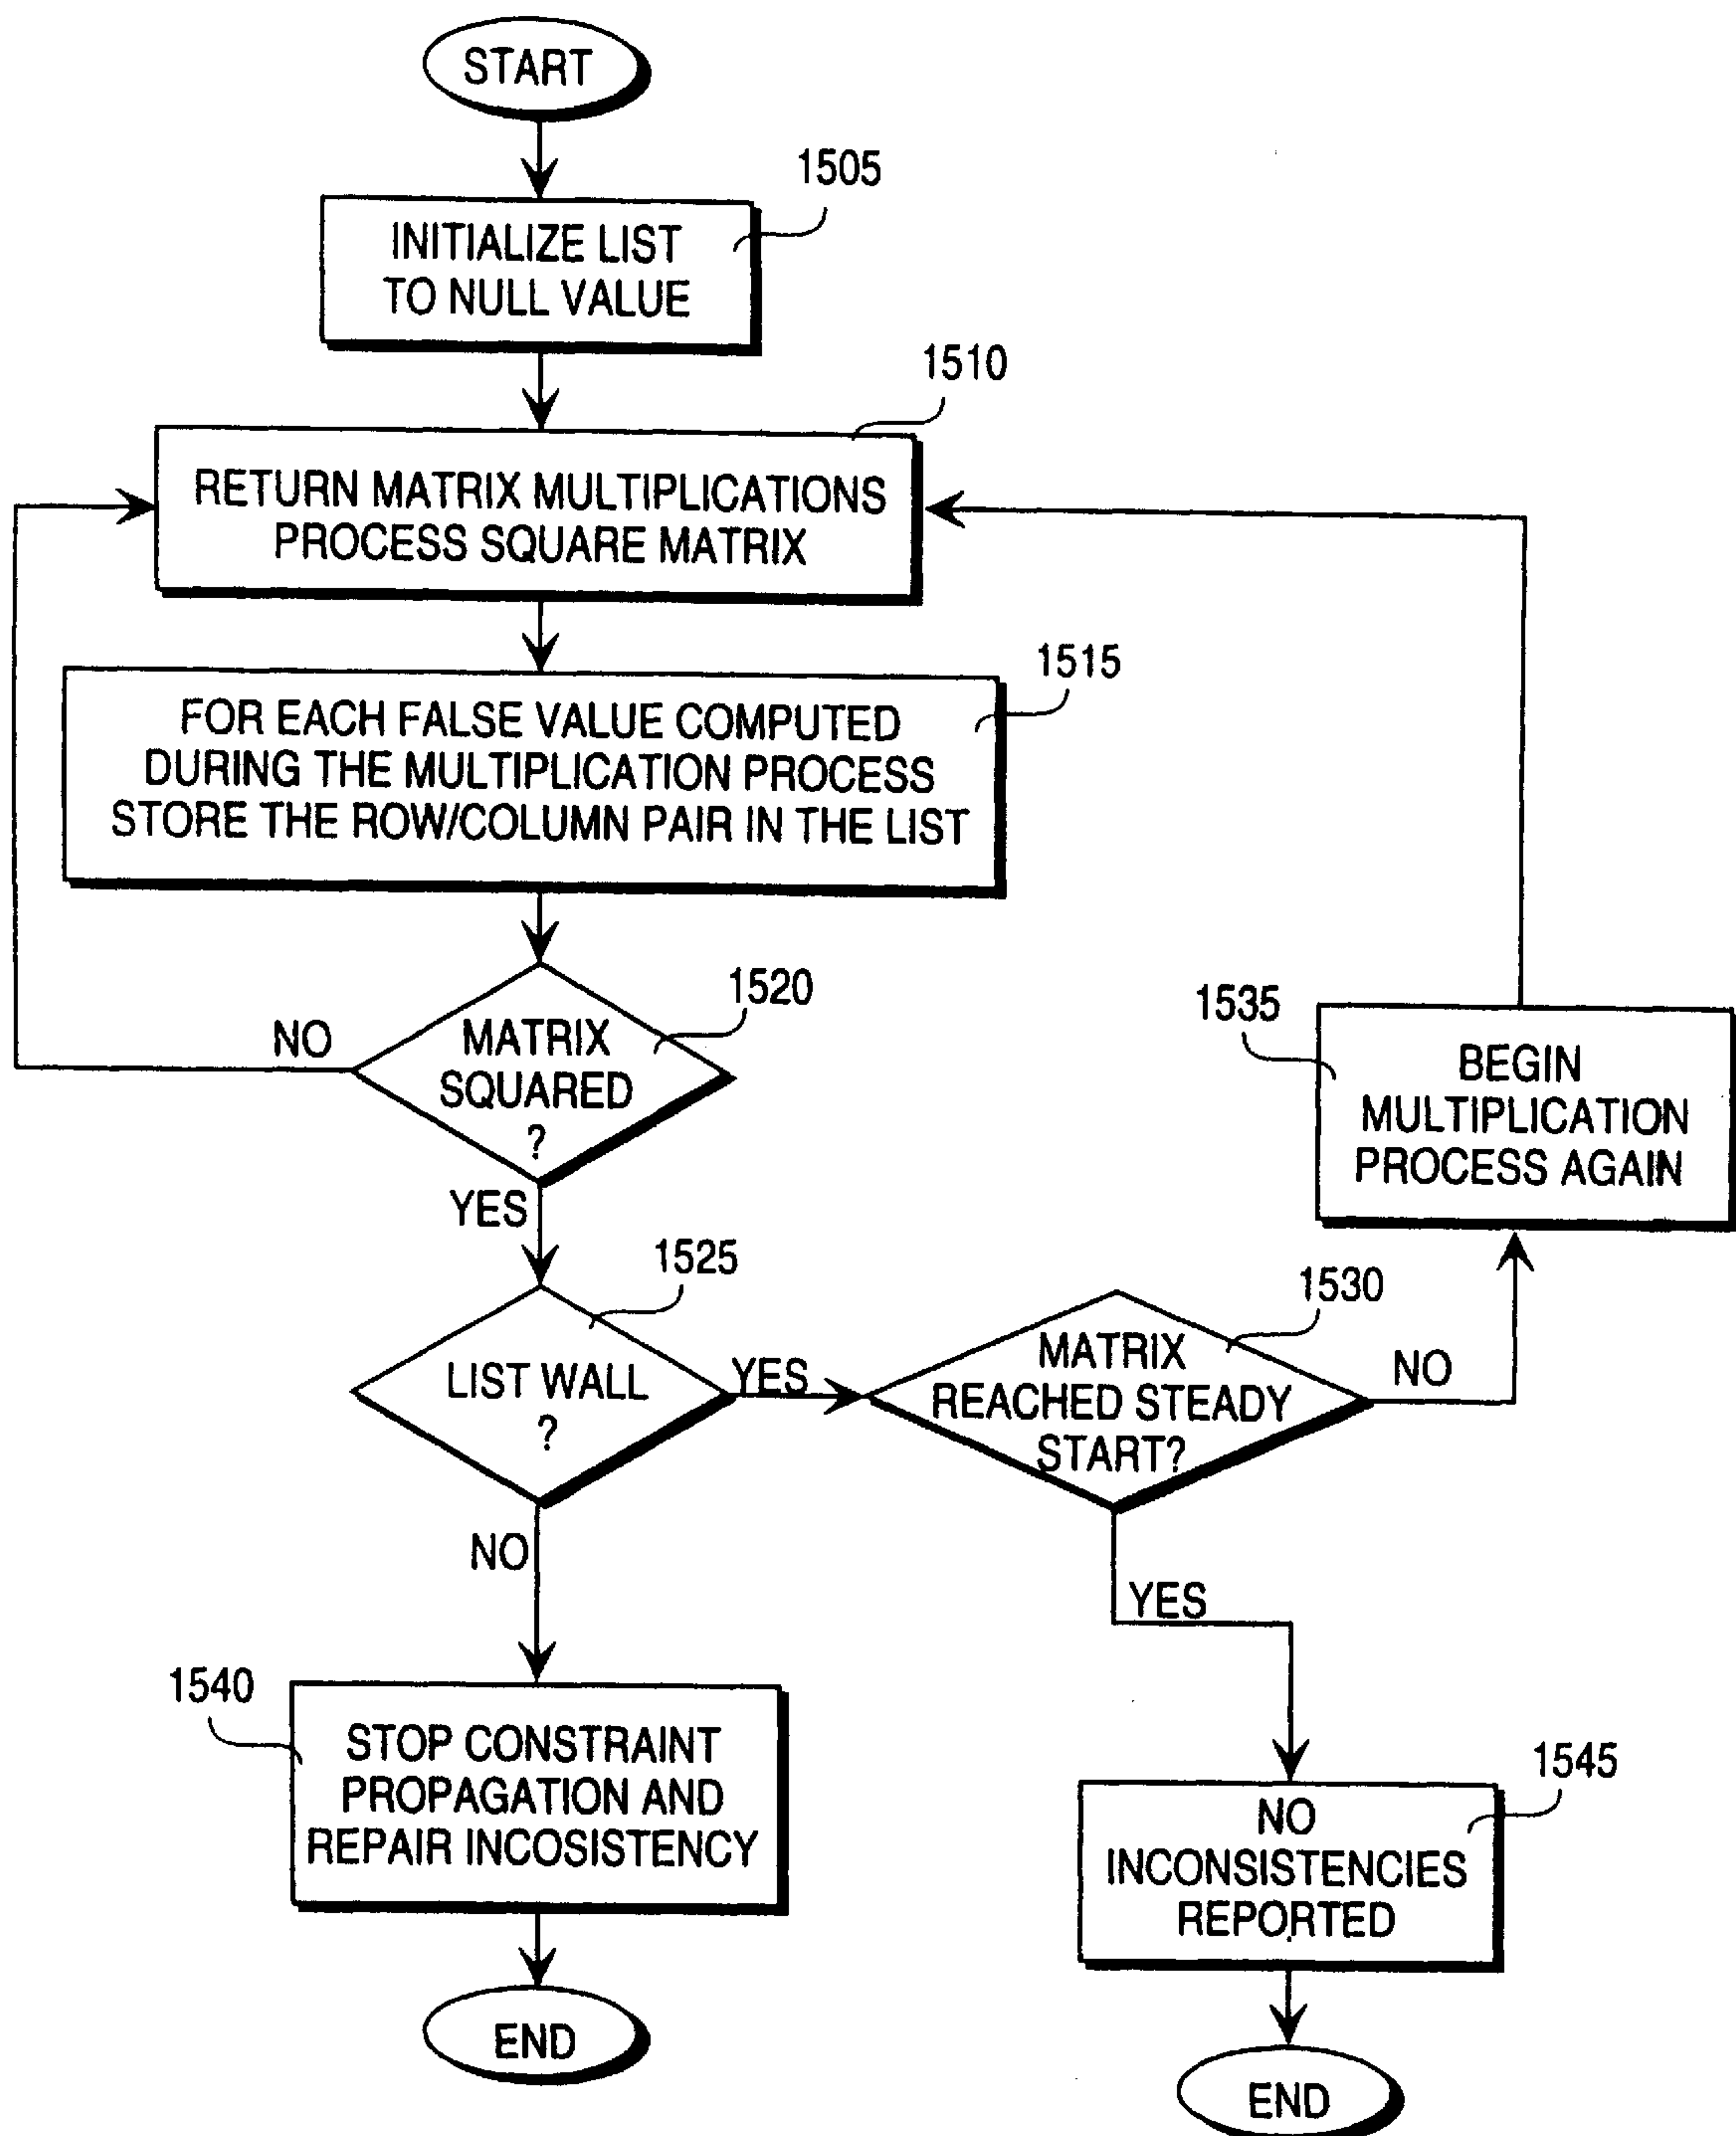 START
1505
INITIALIZE LIST
TO NULL VALUE
1510
RETURN MATRIX MULTIPLICATIONS
PROCESS SQUARE MATRIX
1515
FOR EACH FALSE VALUE COMPUTED
DURING THE MULTIPLICATION PROCESS
STORE THE ROW/COLUMN PAIR IN THE LIST
1520
NO
MATRIX
SQUARED
?
YES
1535
BEGIN
MULTIPLICATION
PROCESS AGAIN
1525
LIST WALL
?
YES
1530
MATRIX
REACHED STEADY
START?
NO
NO
YES
1540
STOP CONSTRAINT
PROPAGATION AND
REPAIR INCOSISTENCY
END
1545
NO
INCONSISTENCIES
REPORTED
END